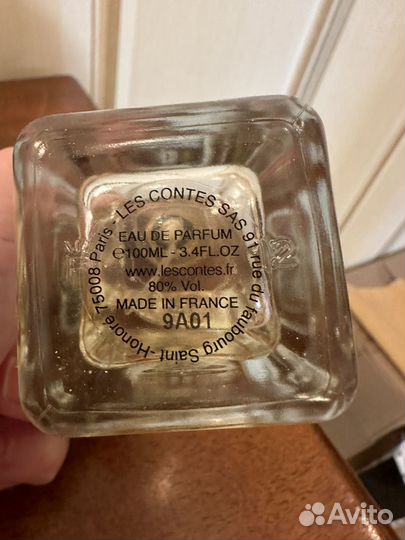 LES CONTES SAS 91 rue du faubourg Saint-Honoré 75008 Paris -
EAU DE PARFUM
℮100ML - 3.4FL.OZ
www.lescontes.fr
80% Vol.
MADE IN FRANCE
9A01
Avito